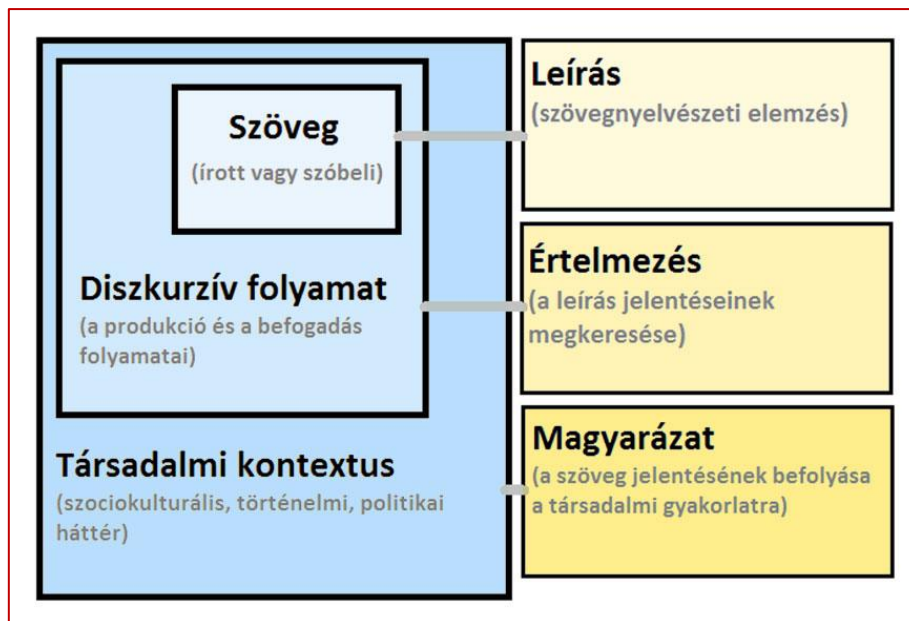 Szöveg
(írott vagy szóbeli)
Diszkurzív folyamat
(a produkció és a befogadás
folyamatai)
Társadalmi kontextus
(szociokulturális, történelmi, politikai
háttér)
Leírás
(szövegnyelvészeti elemzés)
Értelmezés
(a leírás jelentéseinek
megkeresése)
Magyarázat
(a szöveg jelentésének befolyása
a társadalmi gyakorlatra)